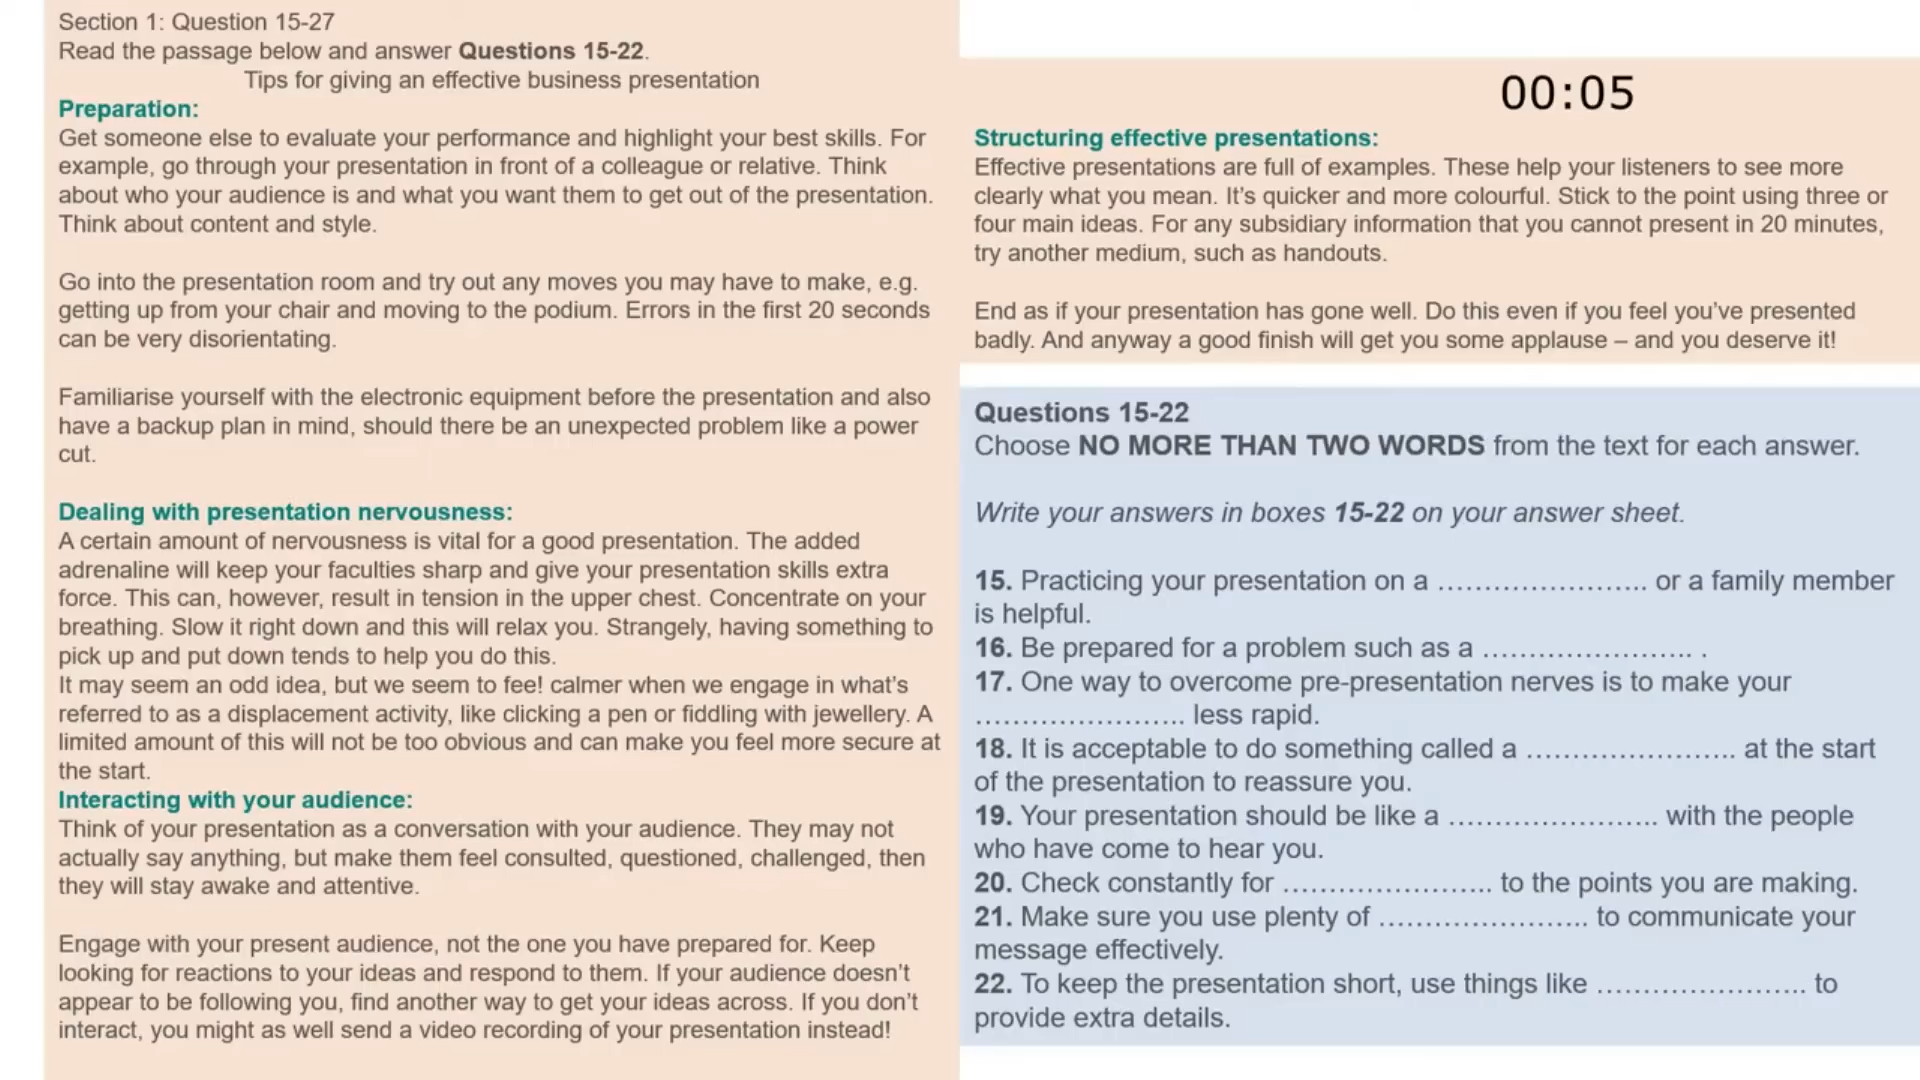 Section 1: Question 15-27
Read the passage below and answer Questions 15-22.
Tips for giving an effective business presentation
Preparation:
Get someone else to evaluate your performance and highlight your best skills. For
example, go through your presentation in front of a colleague or relative. Think
about who your audience is and what you want them to get out of the presentation.
Think about content and style.
Go into the presentation room and try out any moves you may have to make, e.g.
getting up from your chair and moving to the podium. Errors in the first 20 seconds
can be very disorientating.
Familiarise yourself with the electronic equipment before the presentation and also
have a backup plan in mind, should there be an unexpected problem like a power
cut.
Dealing with presentation nervousness:
A certain amount of nervousness is vital for a good presentation. The added
adrenaline will keep your faculties sharp and give your presentation skills extra
force. This can, however, result in tension in the upper chest. Concentrate on your
breathing. Slow it right down and this will relax you. Strangely, having something to
pick up and put down tends to help you do this.
It may seem an odd idea, but we seem to fee! calmer when we engage in what's
referred to as a displacement activity, like clicking a pen or fiddling with jewellery. A
limited amount of this will not be too obvious and can make you feel more secure at
the start.
Interacting with your audience:
Think of your presentation as a conversation with your audience. They may not
actually say anything, but make them feel consulted, questioned, challenged, then
they will stay awake and attentive.
Engage with your present audience, not the one you have prepared for. Keep
looking for reactions to your ideas and respond to them. If your audience doesn't
appear to be following you, find another way to get your ideas across. If you don't
interact, you might as well send a video recording of your presentation instead!
00:05
Structuring effective presentations:
Effective presentations are full of examples. These help your listeners to see more
clearly what you mean. It's quicker and more colourful. Stick to the point using three or
four main ideas. For any subsidiary information that you cannot present in 20 minutes,
try another medium, such as handouts.
End as if your presentation has gone well. Do this even if you feel you've presented
badly. And anyway a good finish will get you some applause – and you deserve it!
Questions 15-22
Choose NO MORE THAN TWO WORDS from the text for each answer.
Write your answers in boxes 15-22 on your answer sheet.
15. Practicing your presentation on a ………………….. or a family member
is helpful.
16. Be prepared for a problem such as a ………………….. .
17. One way to overcome pre-presentation nerves is to make your
………………….. less rapid.
18. It is acceptable to do something called a ………………….. at the start
of the presentation to reassure you.
19. Your presentation should be like a ………………….. with the people
who have come to hear you.
20. Check constantly for ………………….. to the points you are making.
21. Make sure you use plenty of ………………….. to communicate your
message effectively.
22. To keep the presentation short, use things like ………………….. to
provide extra details.